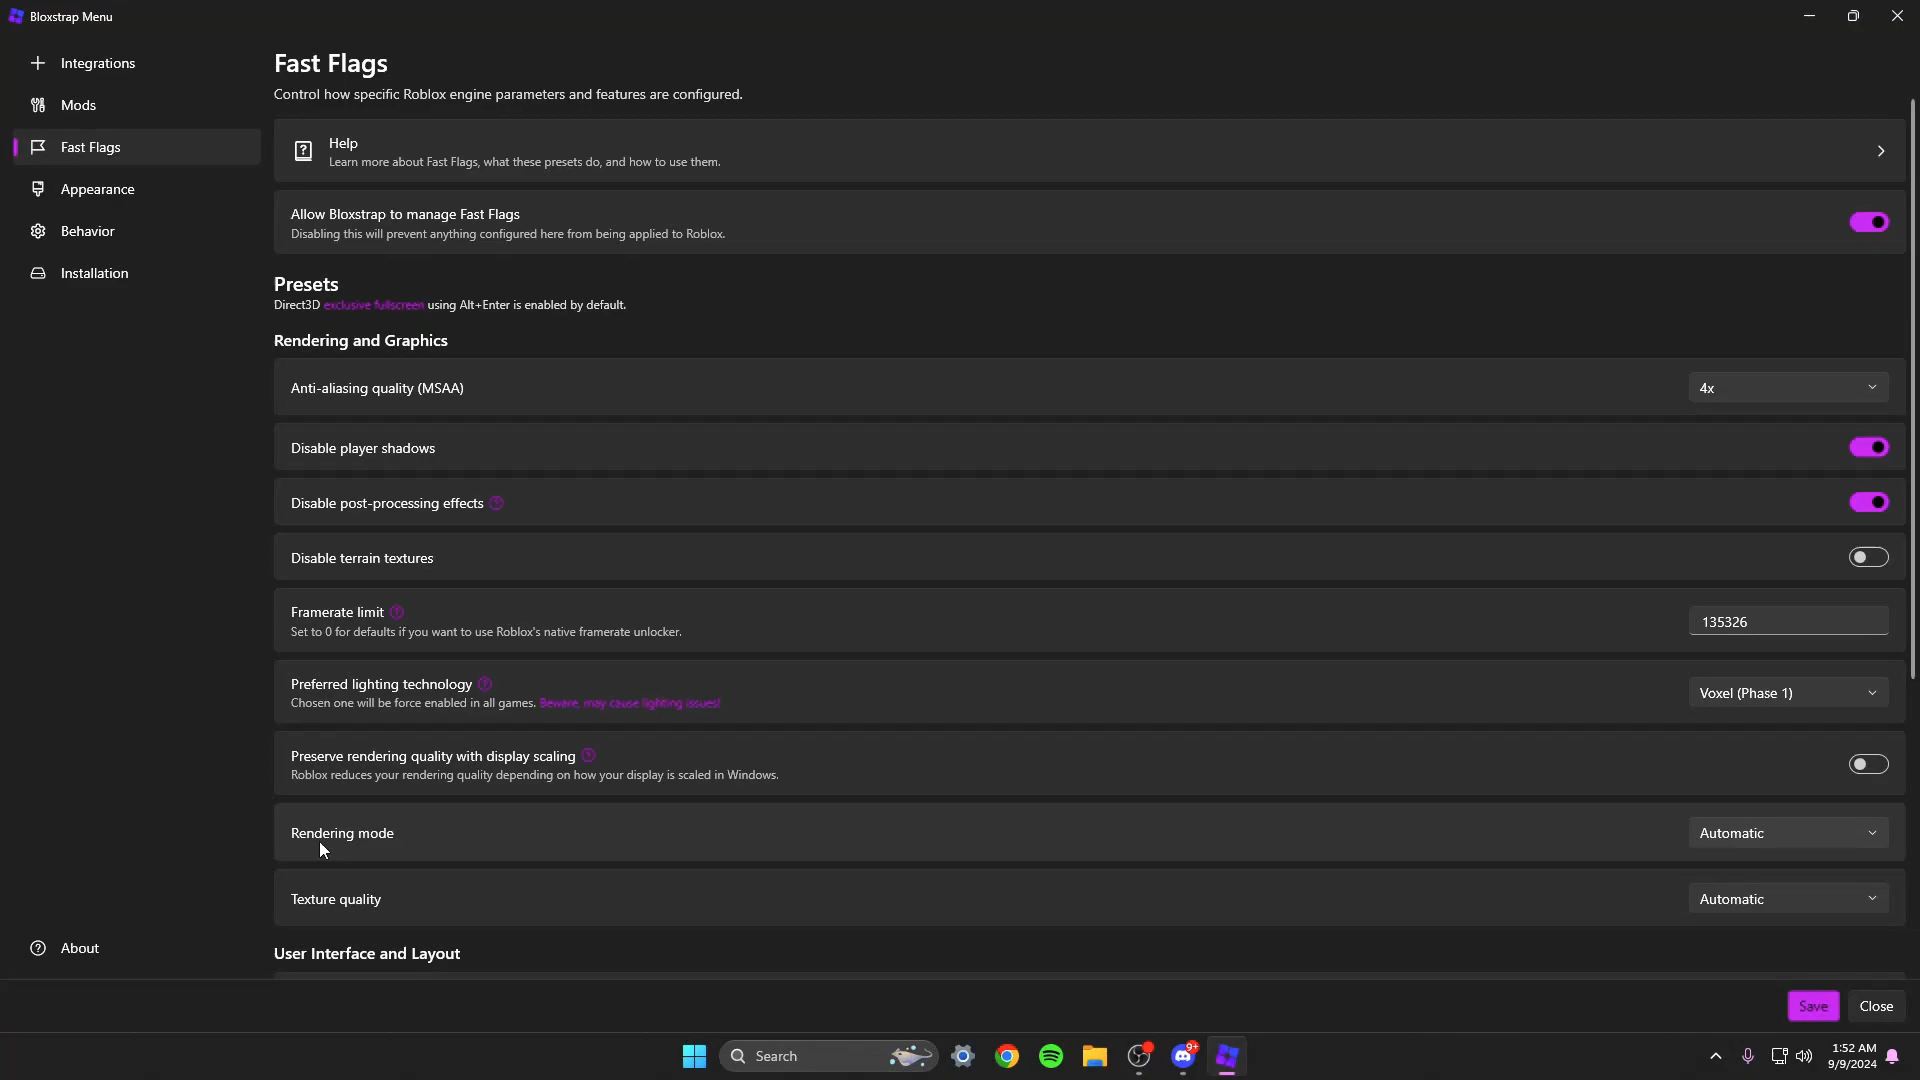 Bloxstrap Menu
Integrations
Mods
Fast Flags
Appearance
Behavior
Installation
About
Fast Flags
Control how specific Roblox engine parameters and features are configured.
Help
Learn more about Fast Flags, what these presets do, and how to use them.
Allow Bloxstrap to manage Fast Flags
Disabling this will prevent anything configured here from being applied to Roblox.
Presets
Direct3D exclusive fullscreen using Alt+Enter is enabled by default.
Rendering and Graphics
Anti-aliasing quality (MSAA) 4x
Disable player shadows
Disable post-processing effects
Disable terrain textures
Framerate limit
Set to 0 for defaults if you want to use Roblox's native framerate unlocker.
135326
Preferred lighting technology
Chosen one will be force enabled in all games. Beware, may cause lighting issues!
Voxel (Phase 1)
Preserve rendering quality with display scaling
Roblox reduces your rendering quality depending on how your display is scaled in Windows.
Rendering mode Automatic
Texture quality Automatic
User Interface and Layout
Save Close
Search
9+
1:52 AM
9/9/2024